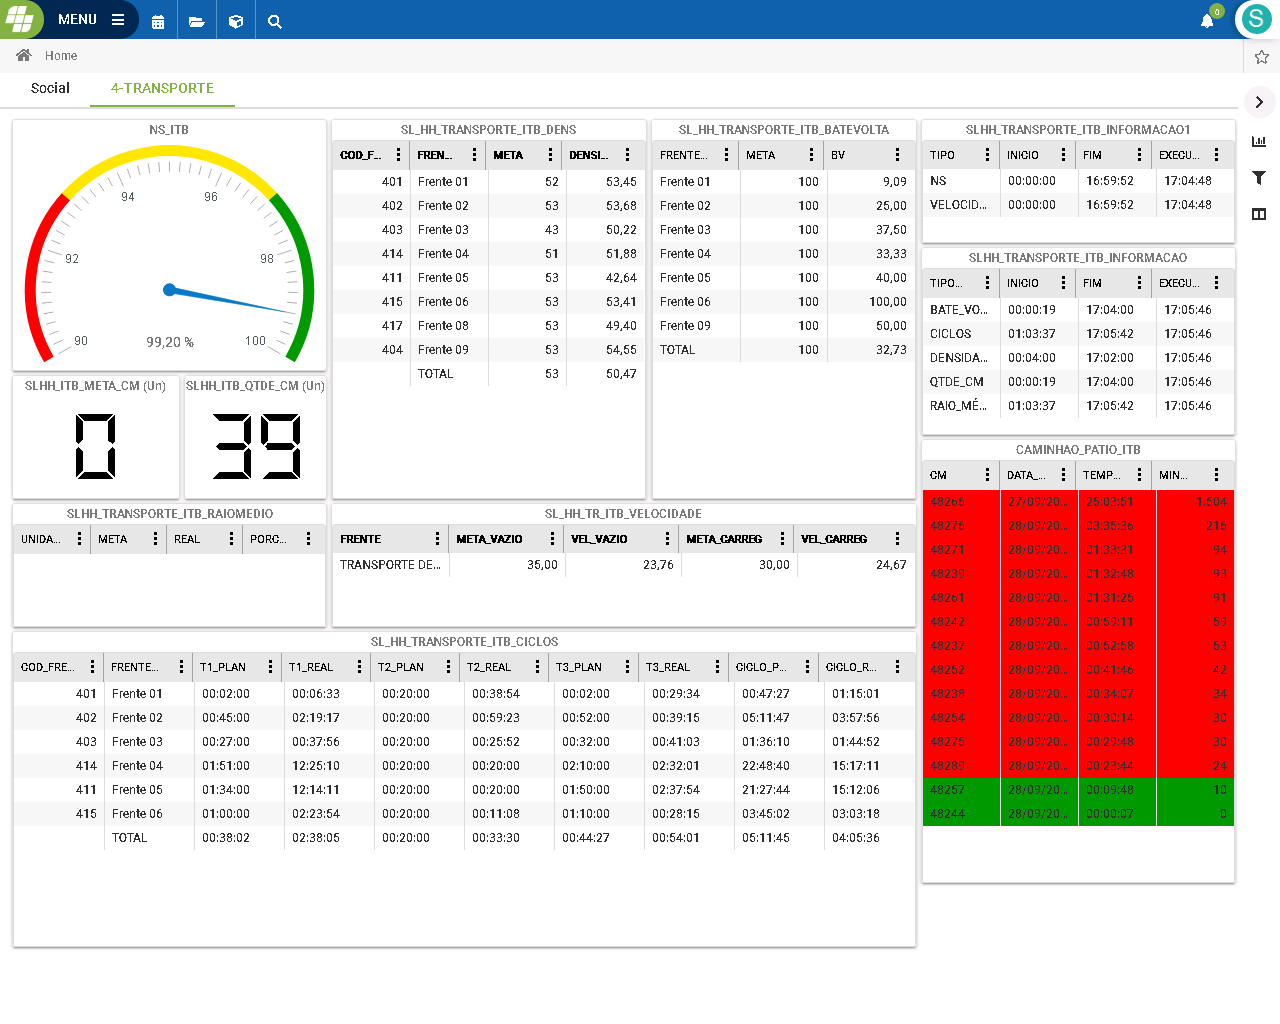 MENU
0
S
Home
Social
4-TRANSPORTE
NS_ITB
90
92
94
96
98
100
99,20 %
SLHH_ITB_META_CM (Un)
0
SLHH_ITB_QTDE_CM (Un)
39
SL_HH_TRANSPORTE_ITB_DENS
COD_F... FREN... META DENSI...
401 Frente 01 52 53,45
402 Frente 02 53 53,68
403 Frente 03 43 50,22
414 Frente 04 51 51,88
411 Frente 05 53 42,64
415 Frente 06 53 53,41
417 Frente 08 53 49,40
404 Frente 09 53 54,55
TOTAL 53 50,47
SL_HH_TRANSPORTE_ITB_BATEVOLTA
FRENTE... META BV
Frente 01 100 9,09
Frente 02 100 25,00
Frente 03 100 37,50
Frente 04 100 33,33
Frente 05 100 40,00
Frente 06 100 100,00
Frente 09 100 50,00
TOTAL 100 32,73
SLHH_TRANSPORTE_ITB_INFORMACAO1
TIPO INICIO FIM EXECU...
NS 00:00:00 16:59:52 17:04:48
VELOCID... 00:00:00 16:59:52 17:04:48
SLHH_TRANSPORTE_ITB_INFORMACAO
TIPO... INICIO FIM EXECU...
BATE_VO... 00:00:19 17:04:00 17:05:46
CICLOS 01:03:37 17:05:42 17:05:46
DENSIDA... 00:04:00 17:02:00 17:05:46
QTDE_CM 00:00:19 17:04:00 17:05:46
RAIO_MÉ... 01:03:37 17:05:42 17:05:46
CAMINHAO_PATIO_ITB
CM DATA_... TEMP... MIN...
48266 27/09/20... 25:03:51 1.504
48276 28/09/20... 03:35:36 216
48271 28/09/20... 01:33:31 94
48239 28/09/20... 01:32:48 93
48261 28/09/20... 01:31:25 91
48242 28/09/20... 00:59:11 59
48237 28/09/20... 00:52:58 53
48252 28/09/20... 00:41:46 42
48238 28/09/20... 00:34:07 34
48254 28/09/20... 00:30:14 30
48275 28/09/20... 00:29:48 30
48289 28/09/20... 00:23:44 24
48257 28/09/20... 00:09:48 10
48244 28/09/20... 00:00:07 0
SLHH_TRANSPORTE_ITB_RAIOMEDIO
UNIDA... META REAL PORC...
SL_HH_TR_ITB_VELOCIDADE
FRENTE META_VAZIO VEL_VAZIO META_CARREG VEL_CARREG
TRANSPORTE DE... 35,00 23,76 30,00 24,67
SL_HH_TRANSPORTE_ITB_CICLOS
COD_FRE... FRENTE... T1_PLAN T1_REAL T2_PLAN T2_REAL T3_PLAN T3_REAL CICLO_P... CICLO_R...
401 Frente 01 00:02:00 00:06:33 00:20:00 00:38:54 00:02:00 00:29:34 00:47:27 01:15:01
402 Frente 02 00:45:00 02:19:17 00:20:00 00:59:23 00:52:00 00:39:15 05:11:47 03:57:56
403 Frente 03 00:27:00 00:37:56 00:20:00 00:25:52 00:32:00 00:41:03 01:36:10 01:44:52
414 Frente 04 01:51:00 12:25:10 00:20:00 00:20:00 02:10:00 02:32:01 22:48:40 15:17:11
411 Frente 05 01:34:00 12:14:11 00:20:00 00:20:00 01:50:00 02:37:54 21:27:44 15:12:06
415 Frente 06 01:00:00 02:23:54 00:20:00 00:11:08 01:10:00 00:28:15 03:45:02 03:03:18
TOTAL 00:38:02 02:38:05 00:20:00 00:33:30 00:44:27 00:54:01 05:11:45 04:05:36